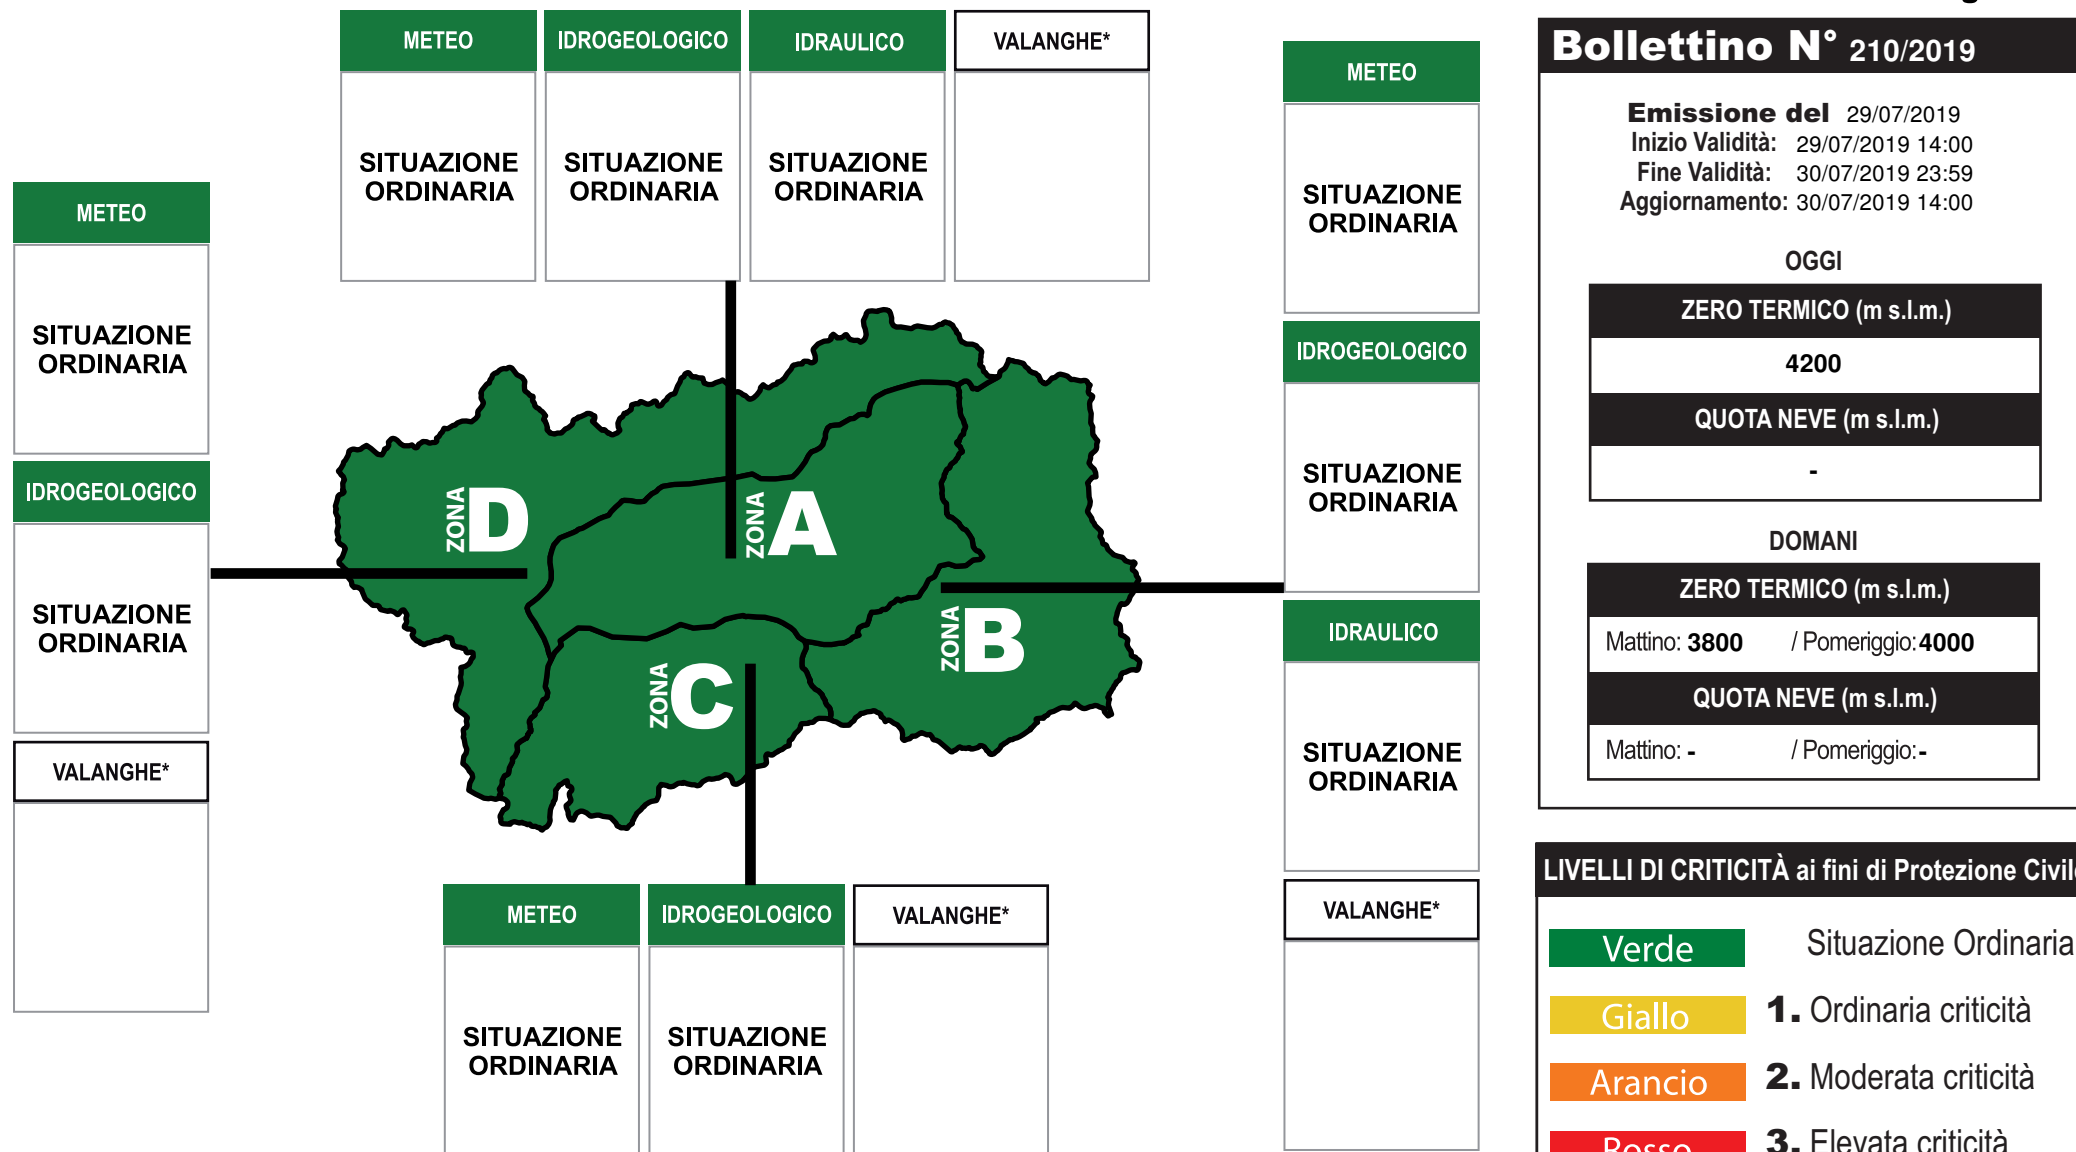 METEO
IDROGEOLOGICO
IDRAULICO
VALANGHE*
SITUAZIONE
ORDINARIA
SITUAZIONE
ORDINARIA
SITUAZIONE
ORDINARIA
METEO
SITUAZIONE
ORDINARIA
IDROGEOLOGICO
SITUAZIONE
ORDINARIA
VALANGHE*
ZONA D
ZONA A
ZONA B
ZONA C
METEO
SITUAZIONE
ORDINARIA
IDROGEOLOGICO
SITUAZIONE
ORDINARIA
IDRAULICO
SITUAZIONE
ORDINARIA
VALANGHE*
METEO
IDROGEOLOGICO
VALANGHE*
SITUAZIONE
ORDINARIA
SITUAZIONE
ORDINARIA
Bollettino N° 210/2019
Emissione del 29/07/2019
Inizio Validità: 29/07/2019 14:00
Fine Validità: 30/07/2019 23:59
Aggiornamento: 30/07/2019 14:00
OGGI
ZERO TERMICO (m s.l.m.)
4200
QUOTA NEVE (m s.l.m.)
-
DOMANI
ZERO TERMICO (m s.l.m.)
Mattino: 3800 / Pomeriggio: 4000
QUOTA NEVE (m s.l.m.)
Mattino: - / Pomeriggio: -
LIVELLI DI CRITICITÀ ai fini di Protezione Civile
Verde Situazione Ordinaria
Giallo 1. Ordinaria criticità
Arancio 2. Moderata criticità
Rosso 3. Elevata criticità